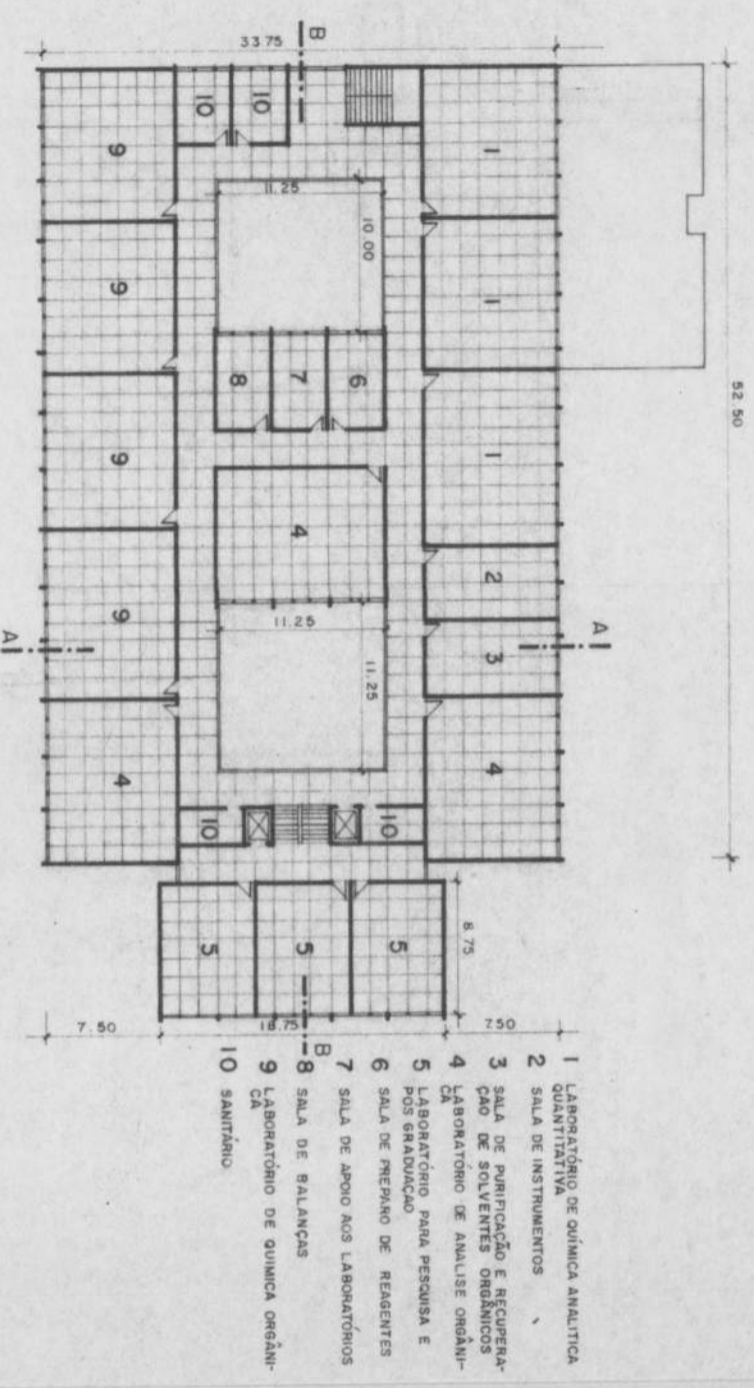 52.50
A
1 1 1 2 3 4
7.50
8.75
10.00
11.25
5
6
10
B
33.75
11.25
7
4
11.25
5
18.75
B
10
8
10
10
5
9 9 9 9 4
7.50
A
1 LABORATÓRIO DE QUÍMICA ANALITICA
QUANTITATIVA
2 SALA DE INSTRUMENTOS
3 SALA DE PURIFICAÇÃO E RECUPERA-
ÇÃO DE SOLVENTES ORGÂNICOS
4 LABORATÓRIO DE ANALISE ORGÂNI-
CA
5 LABORATÓRIO PARA PESQUISA E
PÓS GRADUAÇAO
6 SALA DE PREPARO DE REAGENTES
7 SALA DE APOIO AOS LABORATÓRIOS
8 SALA DE BALANÇAS
9 LABORATÓRIO DE QUIMICA ORGÂNI-
CA
10 SANITÁRIO